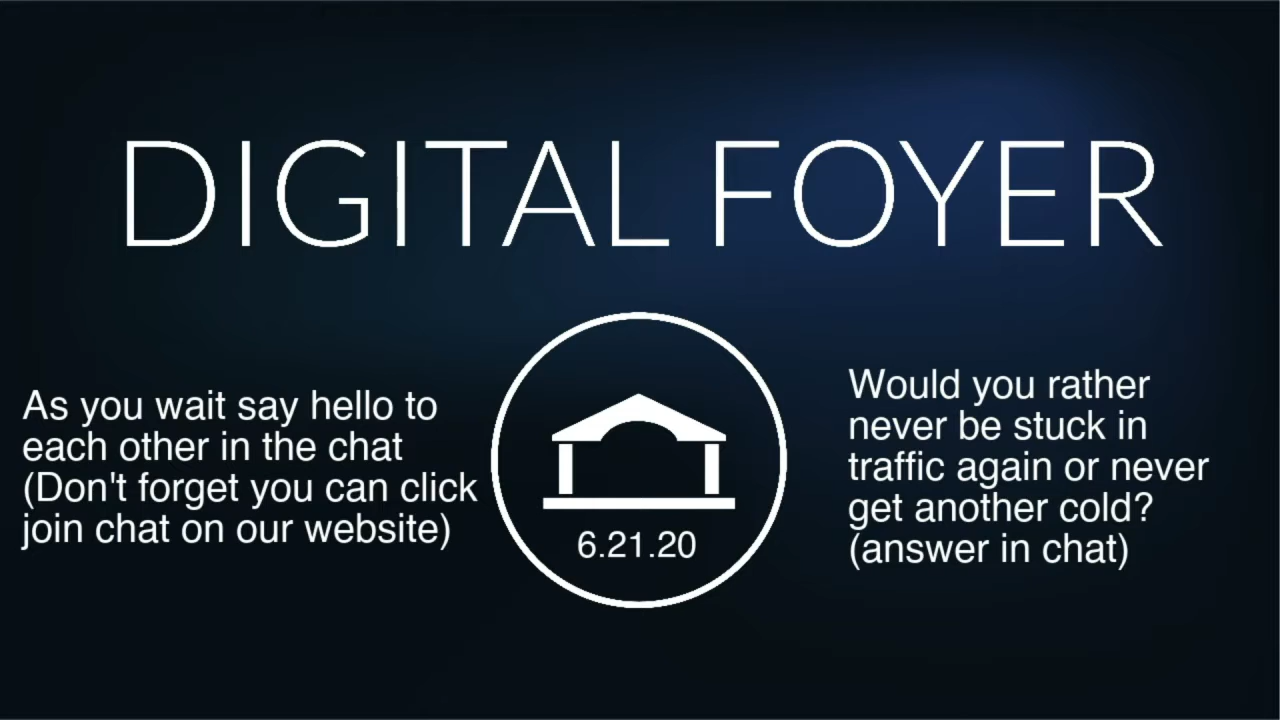 DIGITAL FOYER
As you wait say hello to
each other in the chat
(Don't forget you can click
join chat on our website)
6.21.20
Would you rather
never be stuck in
traffic again or never
get another cold?
(answer in chat)